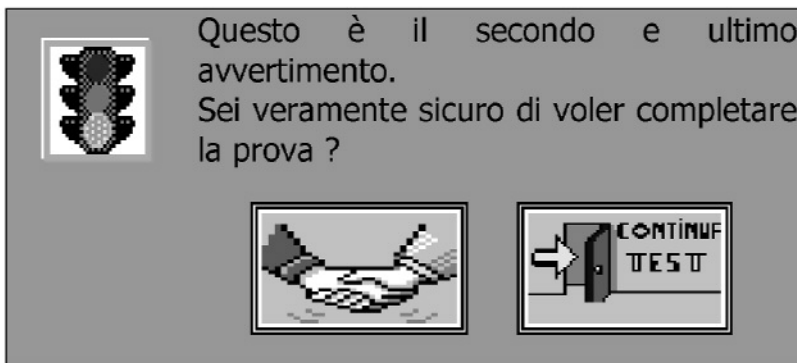 Questo è il secondo e ultimo
avvertimento.
Sei veramente sicuro di voler completare
la prova ?
CONTINUE
TEST